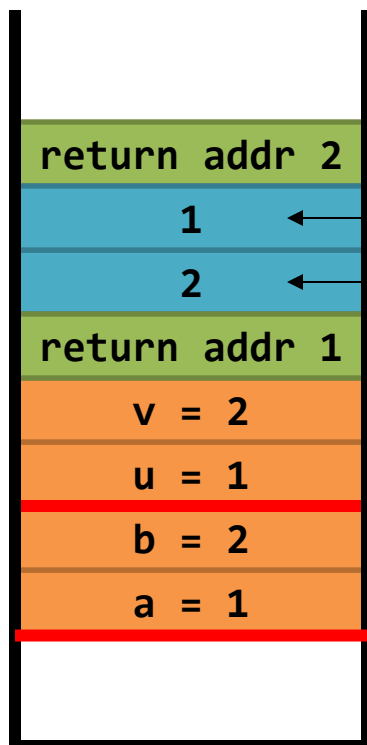 return addr 2
1
2
return addr 1
v = 2
u = 1
b = 2
a = 1